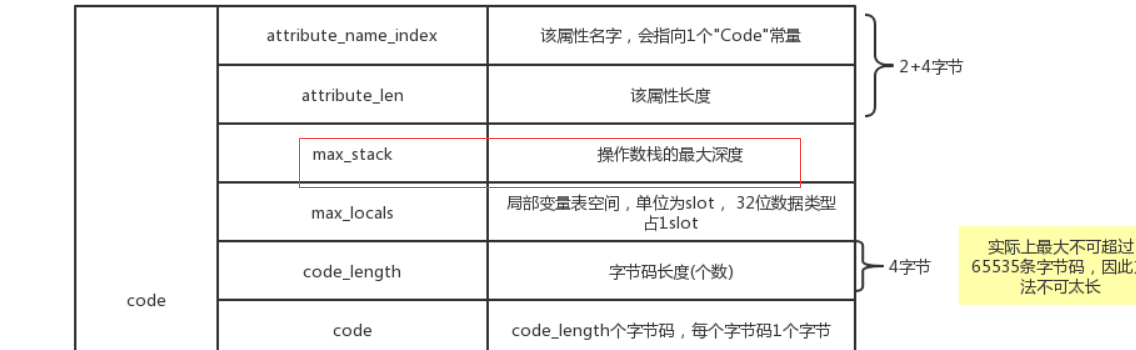 attribute_name_index
该属性名字，会指向1个"Code"常量
2+4字节
attribute_len
该属性长度
max_stack
操作数栈的最大深度
max_locals
局部变量表空间，单位为slot， 32位数据类型
占1slot
code_length
字节码长度(个数)
4字节
实际上最大不可超过
65535条字节码，因此
法不可太长
code
code
code_length个字节码，每个字节码1个字节